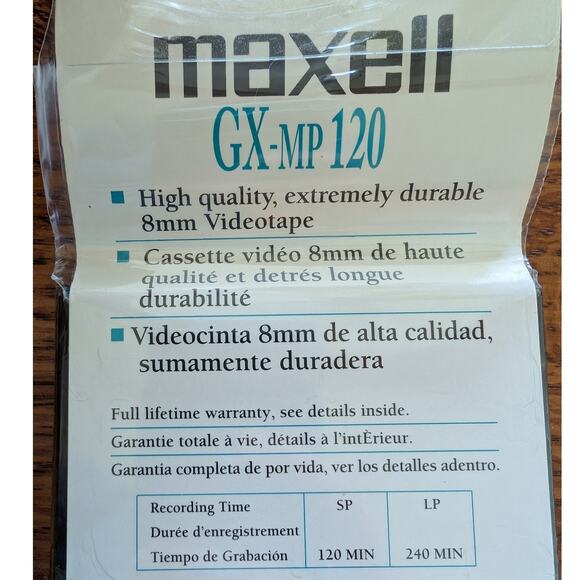 maxell
GX-MP 120
High quality, extremely durable
8mm Videotape
Cassette vidéo 8mm de haute
qualité et detrés longue
durabilité
Videocinta 8mm de alta calidad,
sumamente duradera
Full lifetime warranty, see details inside.
Garantie totale à vie, détails à l'intÈrieur.
Garantia completa de por vida, ver los detalles adentro.
Recording Time SP LP
Durée d'enregistrement
Tiempo de Grabación 120 MIN 240 MIN